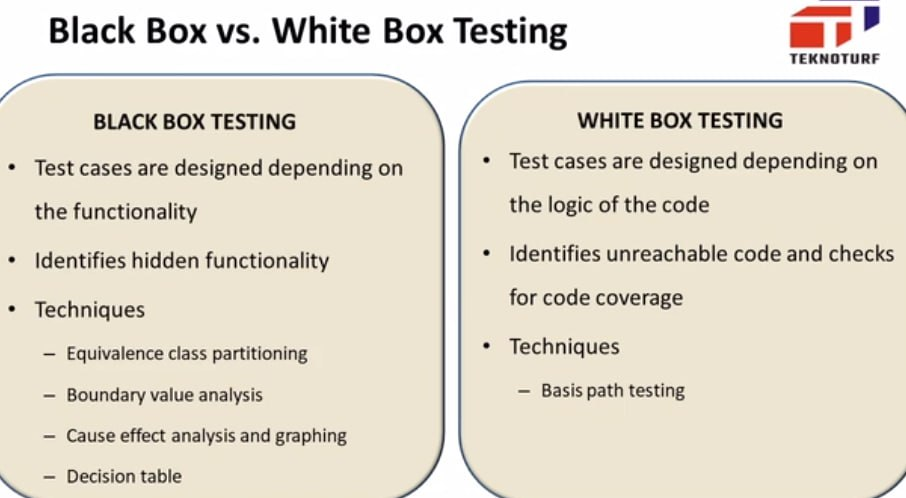 Black Box vs. White Box Testing
TEKNOTURF
BLACK BOX TESTING
• Test cases are designed depending on
the functionality
• Identifies hidden functionality
• Techniques
– Equivalence class partitioning
– Boundary value analysis
– Cause effect analysis and graphing
– Decision table
WHITE BOX TESTING
• Test cases are designed depending on
the logic of the code
• Identifies unreachable code and checks
for code coverage
• Techniques
– Basis path testing